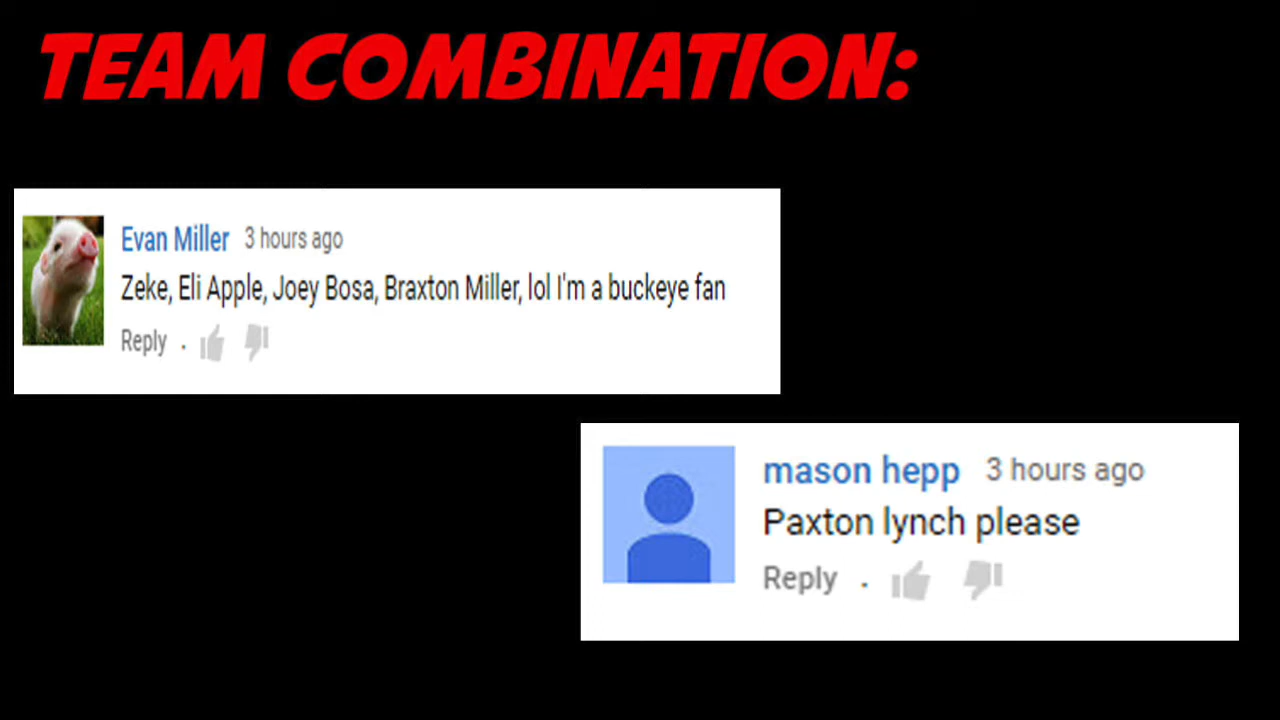 TEAM COMBINATION:
Evan Miller 3 hours ago
Zeke, Eli Apple, Joey Bosa, Braxton Miller, lol I'm a buckeye fan
Reply .
mason hepp 3 hours ago
Paxton lynch please
Reply .